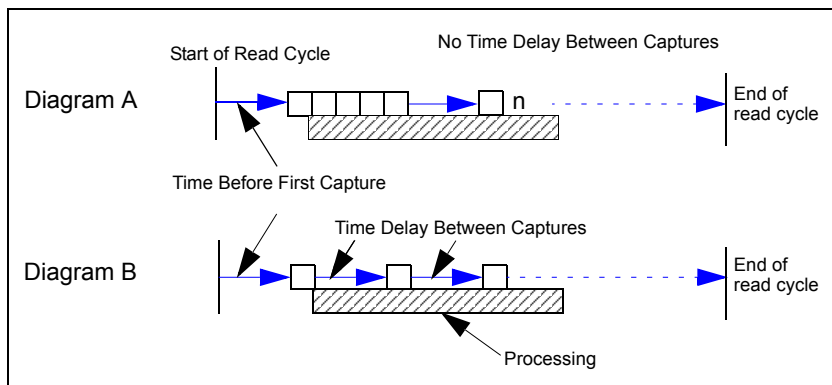 No Time Delay Between Captures
Start of Read Cycle
Diagram A
n
End of
read cycle
Time Before First Capture
Time Delay Between Captures
Diagram B
End of
read cycle
Processing